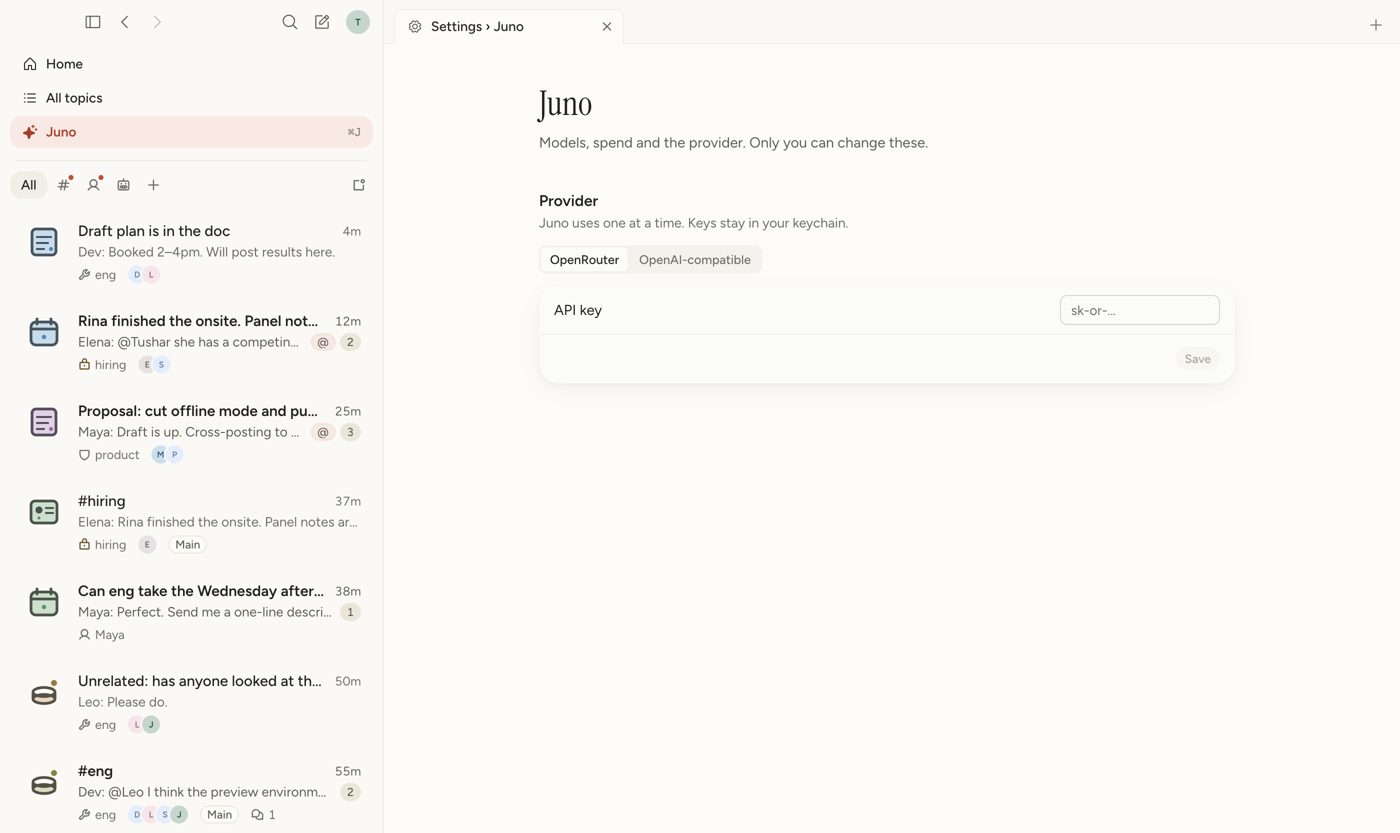 T
Home
All topics
Juno ⌘J
All
Draft plan is in the doc 4m
Dev: Booked 2–4pm. Will post results here.
eng D L
Rina finished the onsite. Panel not... 12m
Elena: @Tushar she has a competin... @ 2
hiring E S
Proposal: cut offline mode and pu... 25m
Maya: Draft is up. Cross-posting to ... @ 3
product M P
#hiring 37m
Elena: Rina finished the onsite. Panel notes ar...
hiring E Main
Can eng take the Wednesday after... 38m
Maya: Perfect. Send me a one-line descri... 1
Maya
Unrelated: has anyone looked at th... 50m
Leo: Please do.
eng L J
#eng 55m
Dev: @Leo I think the preview environm... 2
eng D L S J Main 1
Settings › Juno
Juno
Models, spend and the provider. Only you can change these.
Provider
Juno uses one at a time. Keys stay in your keychain.
OpenRouter OpenAI-compatible
API key sk-or-...
Save